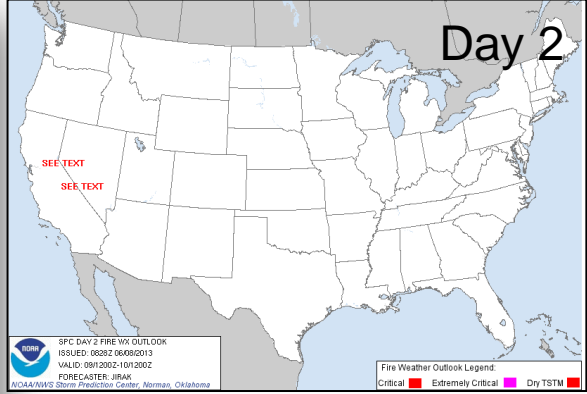 Day 2
SEE TEXT
SEE TEXT
NOAA
SPC DAY 2 FIRE WX OUTLOOK
ISSUED: 0828Z 06/08/2013
VALID: 09/1200Z-10/1200Z
FORECASTER: JIRAK
NOAA/NWS Storm Prediction Center, Norman, Oklahoma
Fire Weather Outlook Legend:
Critical Extremely Critical Dry TSTM